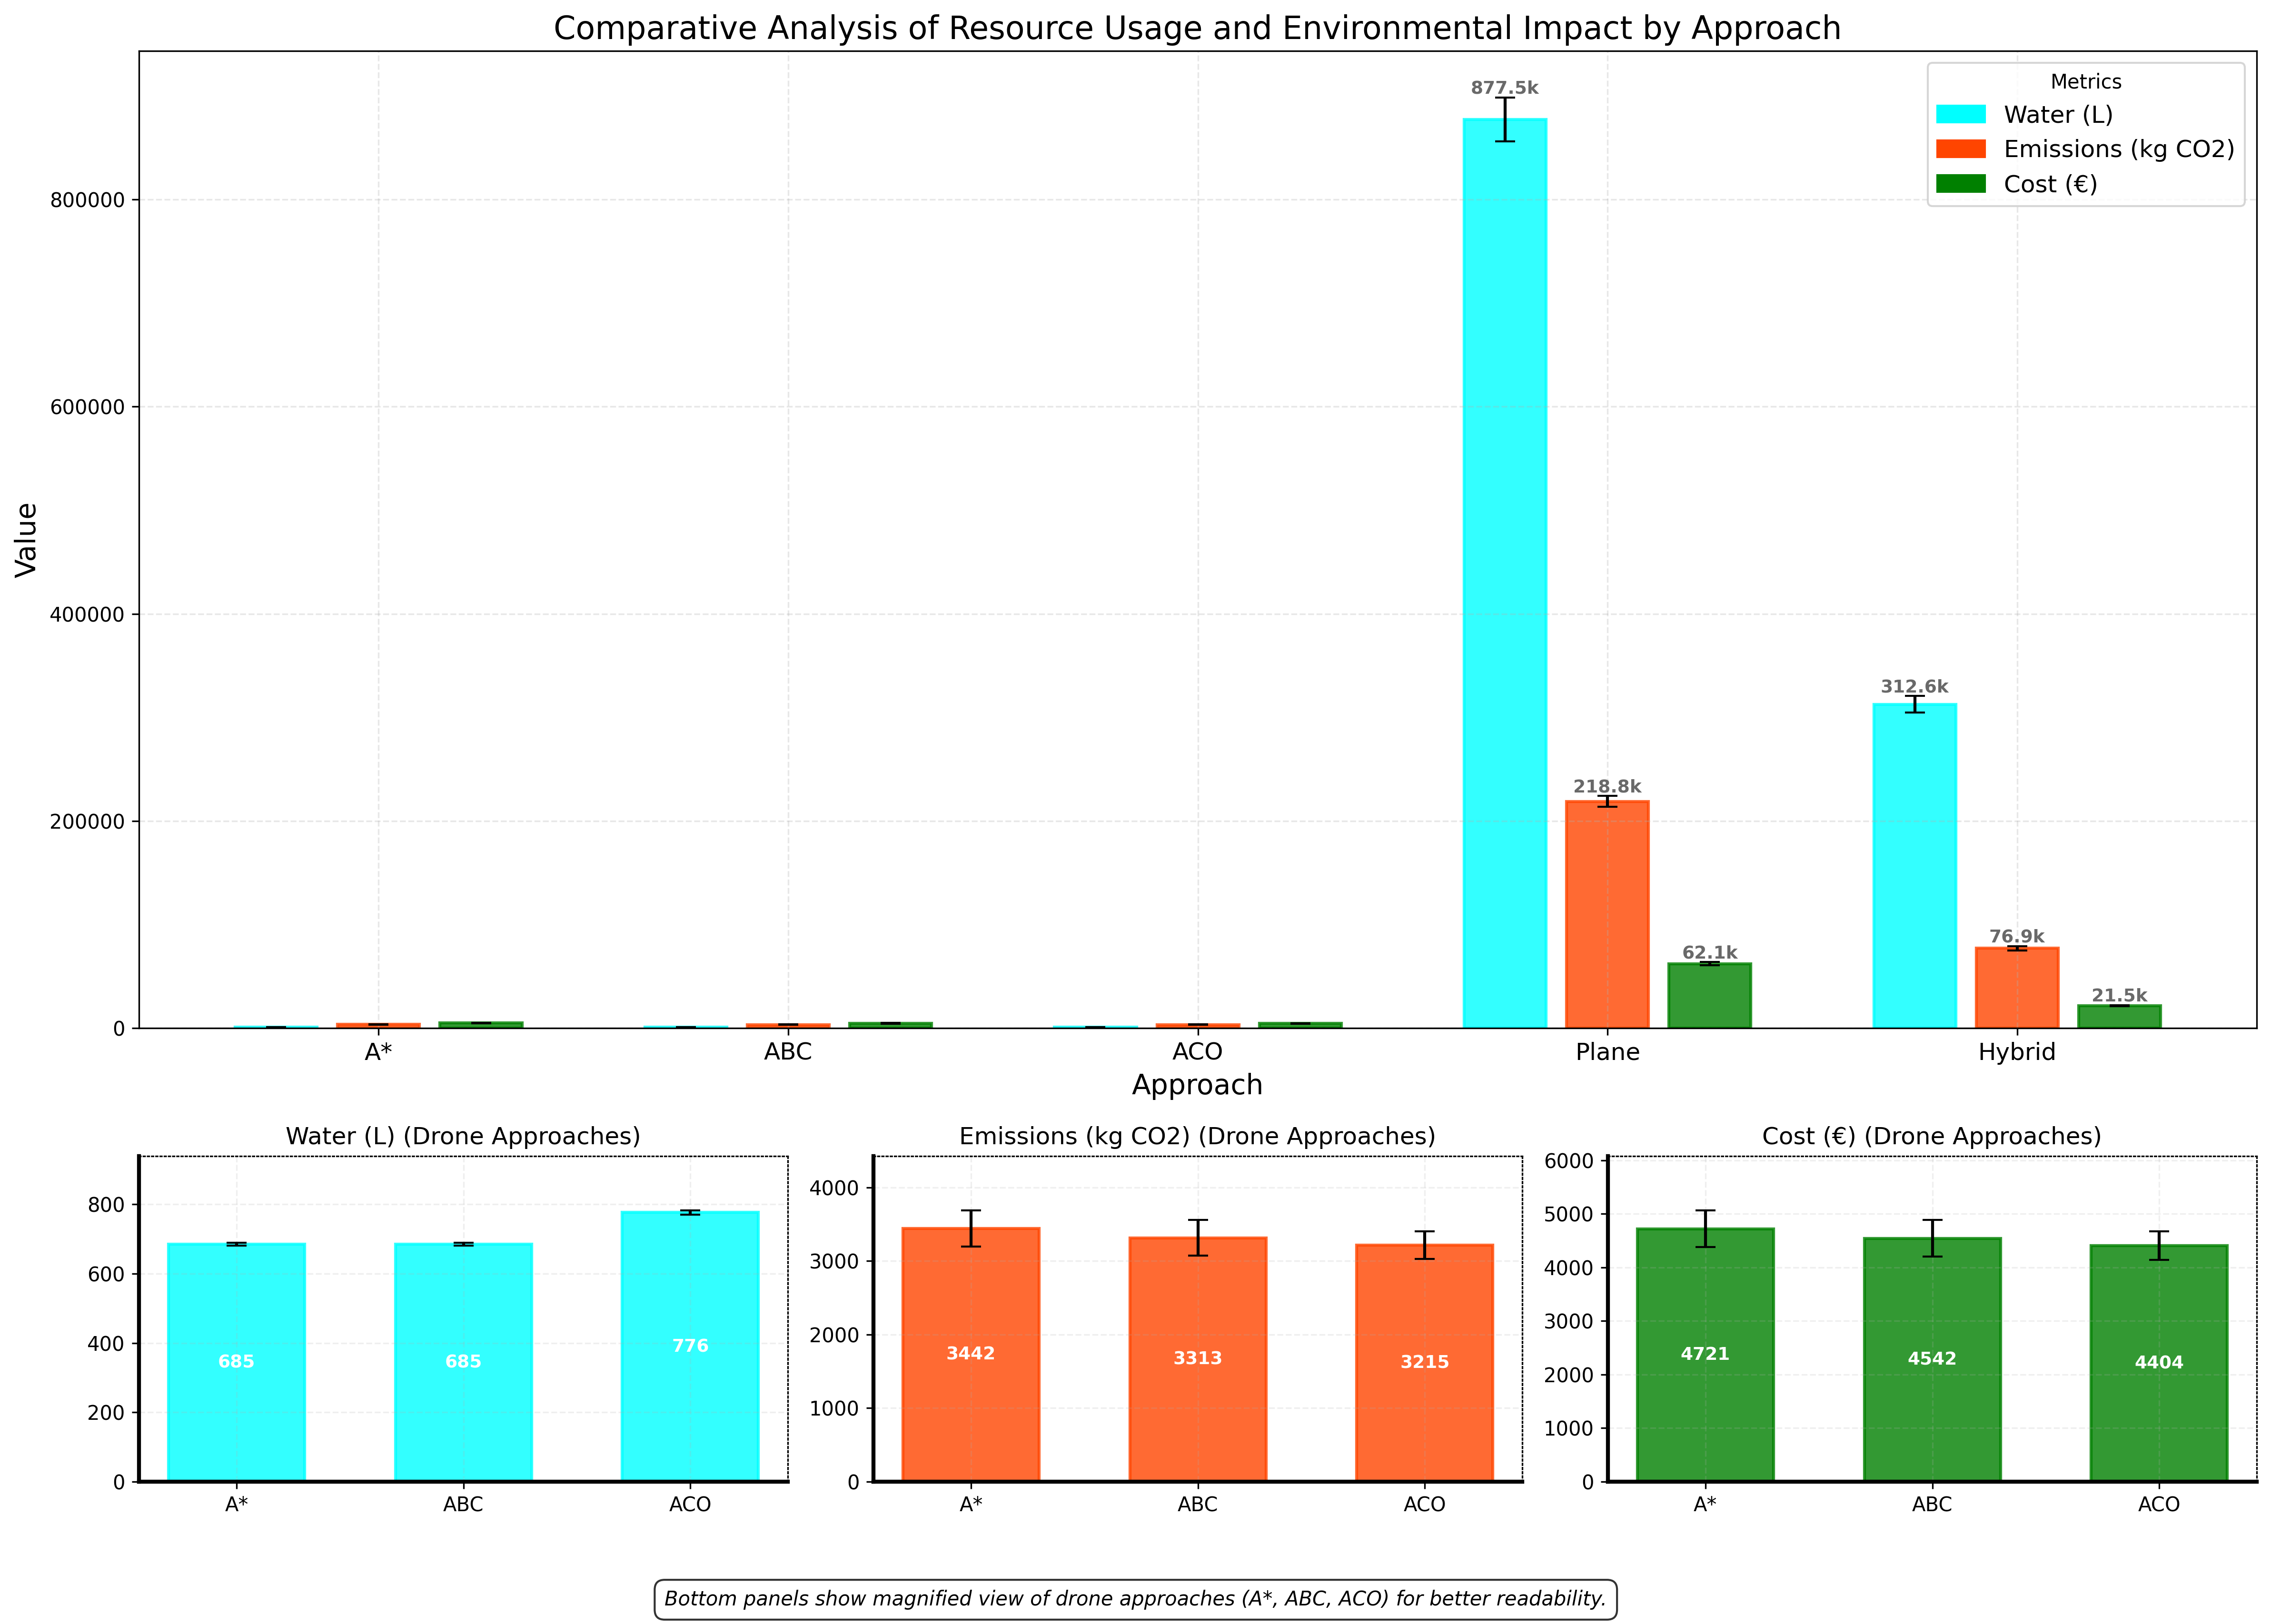 Comparative Analysis of Resource Usage and Environmental Impact by Approach
Value
800000
600000
400000
200000
0
877.5k
218.8k
62.1k
312.6k
76.9k
21.5k
Metrics
Water (L)
Emissions (kg CO2)
Cost (€)
A*
ABC
ACO
Plane
Hybrid
Approach
Water (L) (Drone Approaches)
800
600
400
200
0
685
685
776
A*
ABC
ACO
Emissions (kg CO2) (Drone Approaches)
4000
3000
2000
1000
0
3442
3313
3215
A*
ABC
ACO
Cost (€) (Drone Approaches)
6000
5000
4000
3000
2000
1000
0
4721
4542
4404
A*
ABC
ACO
Bottom panels show magnified view of drone approaches (A*, ABC, ACO) for better readability.